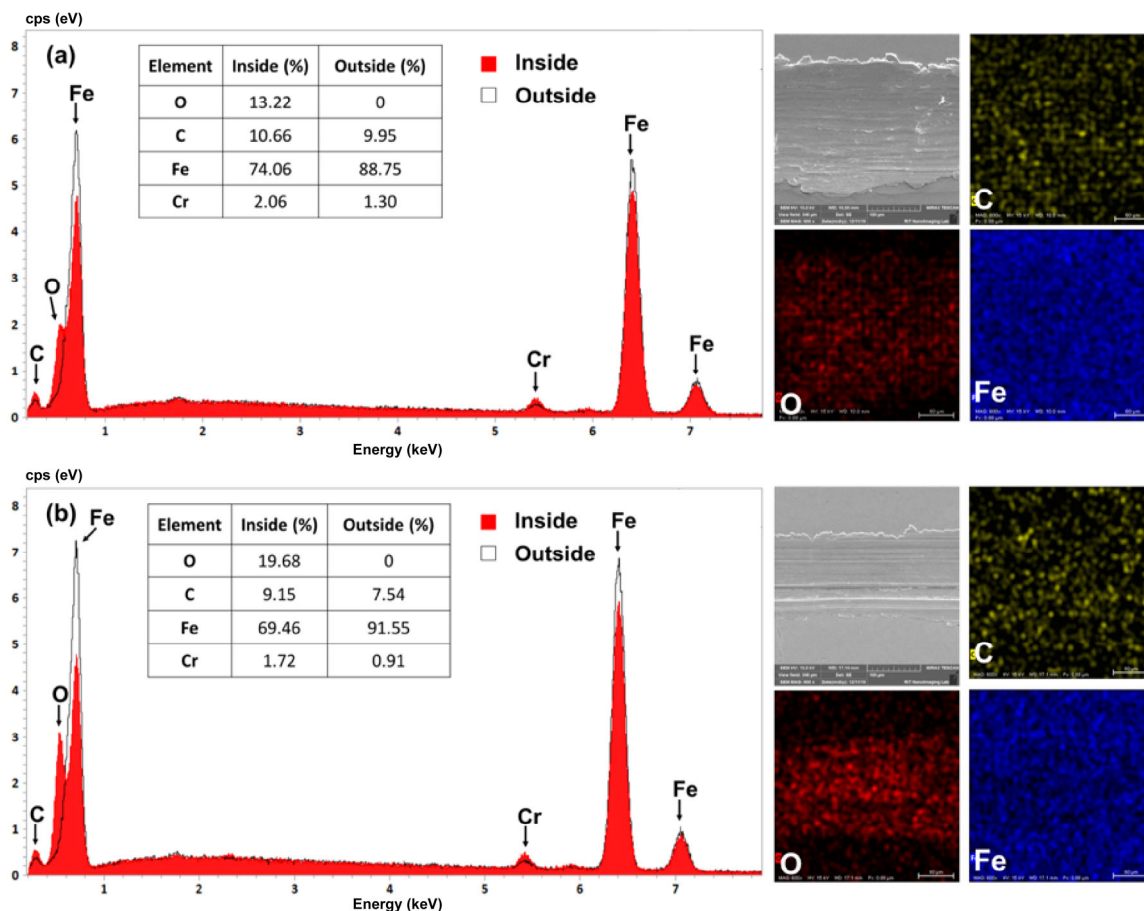 cps (eV)
(a)
Element Inside (%) Outside (%)
O 13.22 0
C 10.66 9.95
Fe 74.06 88.75
Cr 2.06 1.30
Inside
Outside
Fe
O
C
Cr
Fe
Fe
8
7
6
5
4
3
2
1
0
1 2 3 4 5 6 7
Energy (keV)
C
O
Fe
cps (eV)
(b)
Element Inside (%) Outside (%)
O 19.68 0
C 9.15 7.54
Fe 69.46 91.55
Cr 1.72 0.91
Inside
Outside
Fe
O
C
Cr
Fe
Fe
8
7
6
5
4
3
2
1
0
1 2 3 4 5 6 7
Energy (keV)
C
O
Fe